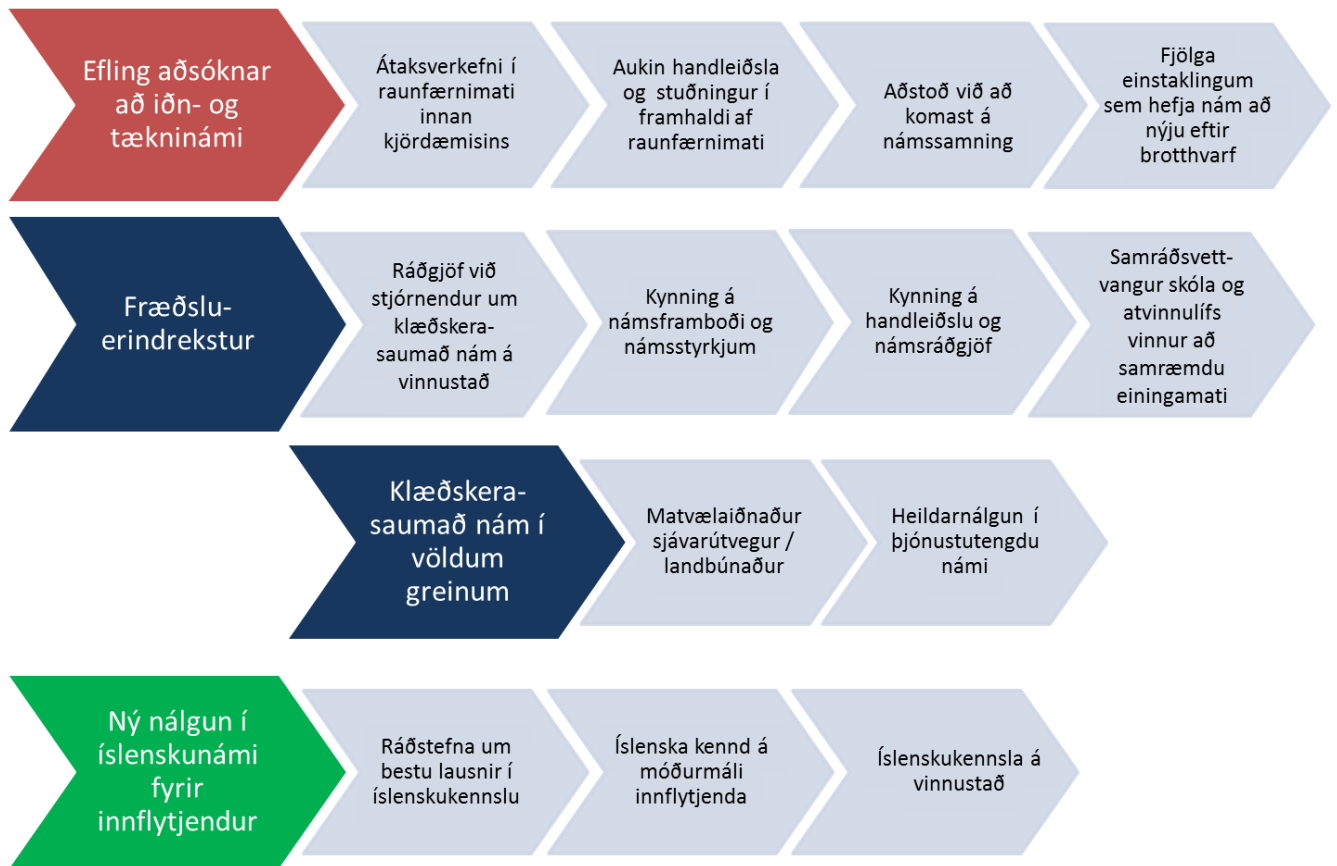 Efling aðsóknar
að iðn- og
tækninámi
Átaksverkefni í
raunfærnimati
innan
kjördæmisins
Aukin handleiðsla
og stuðningur í
framhaldi af
raunfærnimati
Aðstoð við að
komast á
námssamning
Fjölga
einstaklingum
sem hefja nám að
nýju eftir
brotthvarf
Fræðslu-
erindrekstur
Ráðgjöf við
stjórnendur um
klæðskera-
saumað nám á
vinnustað
Kynning á
námsframboði og
námsstyrkjum
Kynning á
handleiðslu og
námsráðgjöf
Samráðsvett-
vangur skóla og
atvinnulífs
vinnur að
samræmdu
einingamati
Klæðskera-
saumað nám í
völdum
greinum
Matvælaiðnaður
sjávarútvegur /
landbúnaður
Heildarnálgun í
þjónustutengdu
námi
Ný nálgun í
íslenskunámi
fyrir
innflytjendur
Ráðstefna um
bestu lausnir í
íslenskukennslu
Íslenska kennd á
móðurmáli
innflytjenda
Íslenskukennsla á
vinnustað